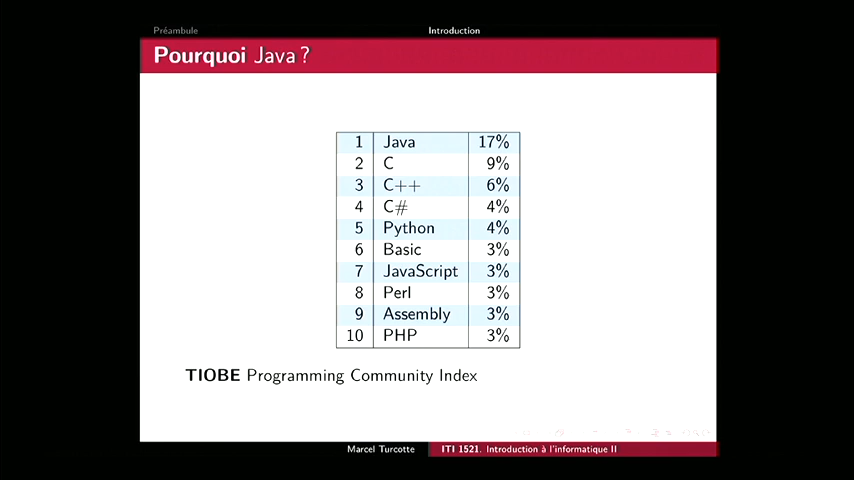 Préambule Introduction
Pourquoi Java ?
1 Java 17%
2 C 9%
3 C++ 6%
4 C# 4%
5 Python 4%
6 Basic 3%
7 JavaScript 3%
8 Perl 3%
9 Assembly 3%
10 PHP 3%
TIOBE Programming Community Index
Marcel Turcotte ITI 1521. Introduction à l'informatique II